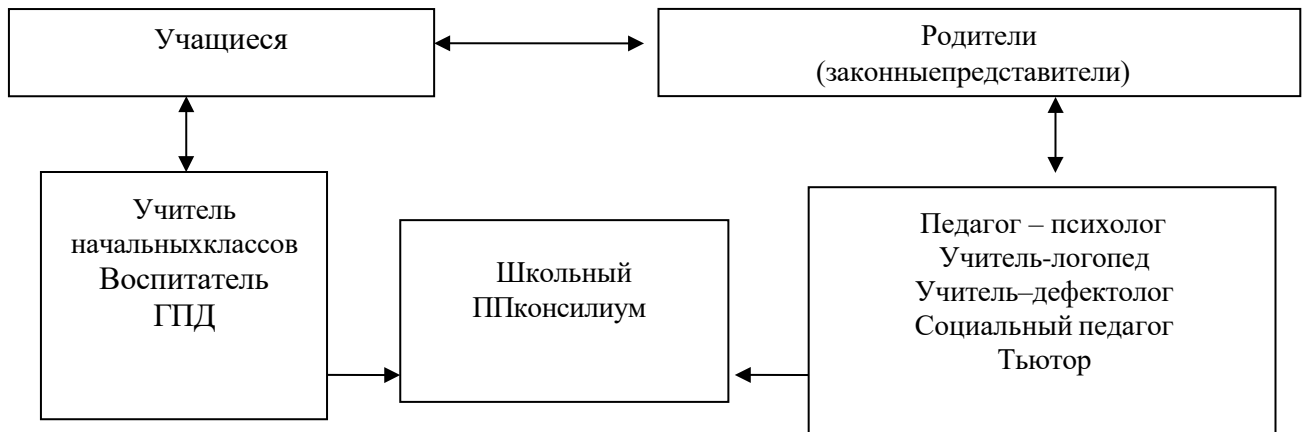 Учащиеся
Родители
(законныепредставители)
Учитель
начальныхклассов
Воспитатель
ГПД
Школьный
ППконсилиум
Педагог – психолог
Учитель-логопед
Учитель–дефектолог
Социальный педагог
Тьютор